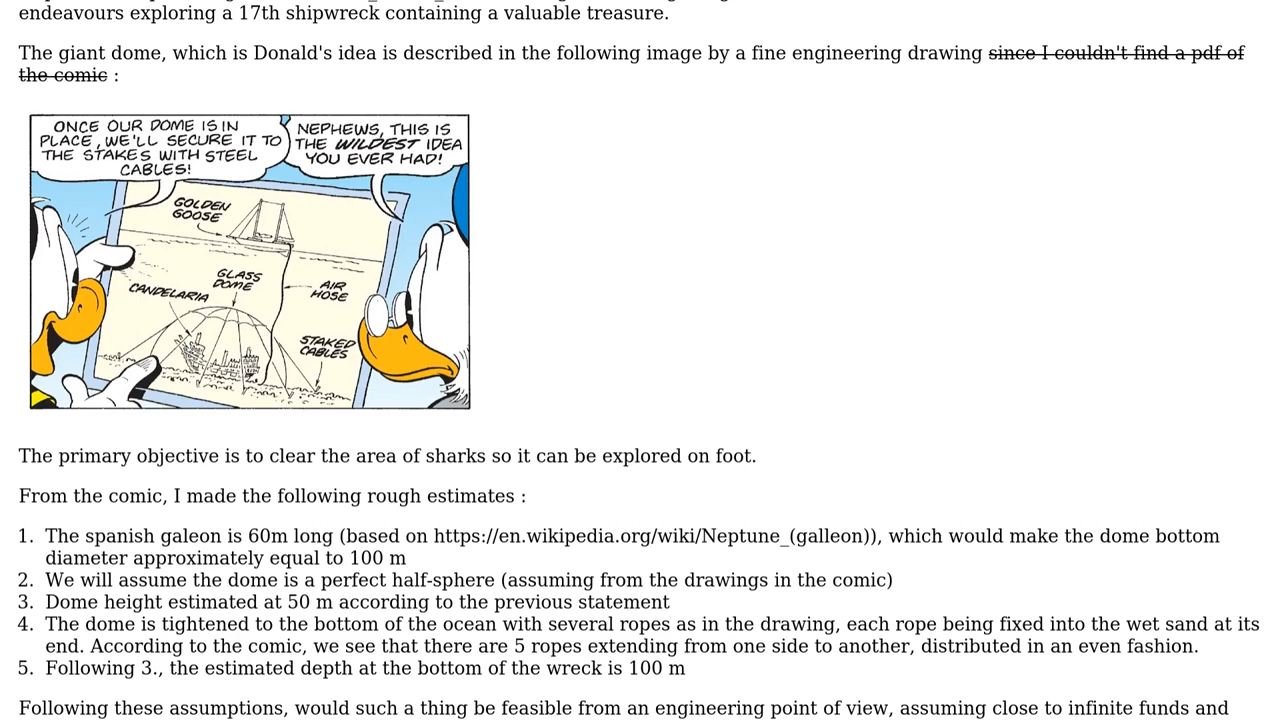 endeavours exploring a 17th shipwreck containing a valuable treasure.
The giant dome, which is Donald's idea is described in the following image by a fine engineering drawing since I couldn't find a pdf of
the comic :
ONCE OUR DOME IS IN
PLACE, WE'LL SECURE IT TO
THE STAKES WITH STEEL
CABLES!
NEPHEWS, THIS IS
THE WILDEST IDEA
YOU EVER HAD!
GOLDEN
GOOSE
GLASS
DOME
CANDELARIA
AIR
HOSE
STAKED
CABLES
The primary objective is to clear the area of sharks so it can be explored on foot.
From the comic, I made the following rough estimates :
1. The spanish galeon is 60m long (based on https://en.wikipedia.org/wiki/Neptune_(galleon)), which would make the dome bottom
diameter approximately equal to 100 m
2. We will assume the dome is a perfect half-sphere (assuming from the drawings in the comic)
3. Dome height estimated at 50 m according to the previous statement
4. The dome is tightened to the bottom of the ocean with several ropes as in the drawing, each rope being fixed into the wet sand at its
end. According to the comic, we see that there are 5 ropes extending from one side to another, distributed in an even fashion.
5. Following 3., the estimated depth at the bottom of the wreck is 100 m
Following these assumptions, would such a thing be feasible from an engineering point of view, assuming close to infinite funds and